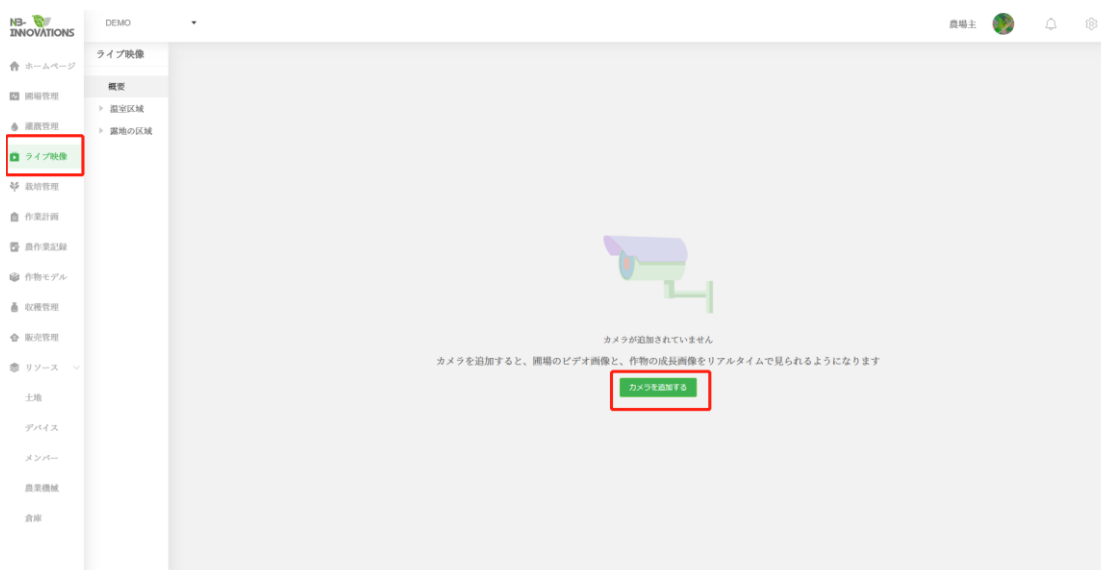 NB-INNOVATIONS
DEMO
農場主
ホームページ
圃場管理
灌漑管理
ライブ映像
栽培管理
作業計画
農作業記録
作物モデル
収穫管理
販売管理
リソース
土地
デバイス
メンバー
農業機械
倉庫
ライブ映像
概要
温室区域
露地の区域
カメラが追加されていません
カメラを追加すると、圃場のビデオ画像と、作物の成長画像をリアルタイムで見られるようになります
カメラを追加する